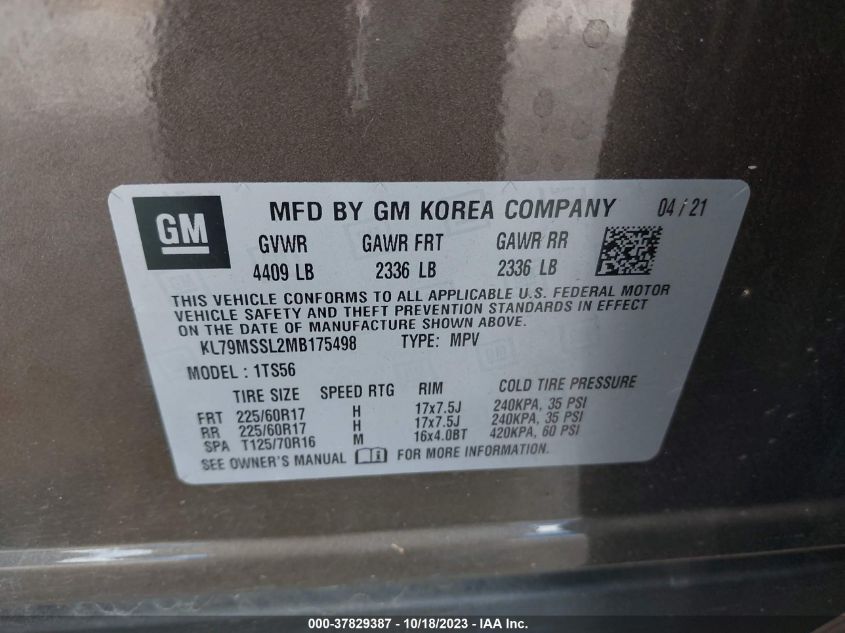 GM
MFD BY GM KOREA COMPANY 04 / 21
GVWR GAWR FRT GAWR RR
4409 LB 2336 LB 2336 LB
THIS VEHICLE CONFORMS TO ALL APPLICABLE U.S. FEDERAL MOTOR
VEHICLE SAFETY AND THEFT PREVENTION STANDARDS IN EFFECT
ON THE DATE OF MANUFACTURE SHOWN ABOVE.
KL79MSSL2MB175498 TYPE: MPV
MODEL : 1TS56
TIRE SIZE SPEED RTG RIM COLD TIRE PRESSURE
FRT 225/60R17 H 17x7.5J 240KPA, 35 PSI
RR 225/60R17 H 17x7.5J 240KPA, 35 PSI
SPA T125/70R16 M 16x4.0BT 420KPA, 60 PSI
SEE OWNER'S MANUAL FOR MORE INFORMATION.
000-37829387 - 10/18/2023 - IAA Inc.